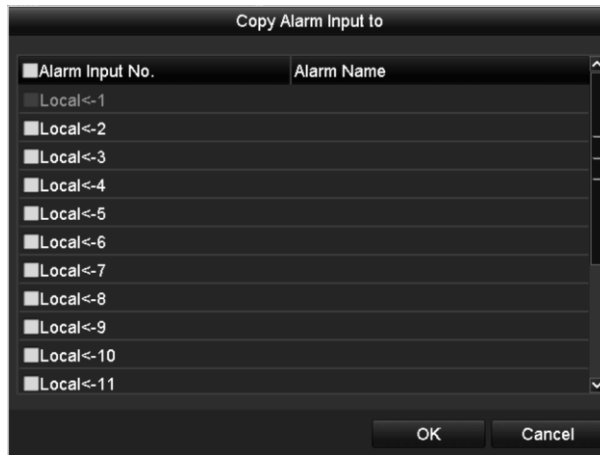 Copy Alarm Input to
Alarm Input No. Alarm Name
Local<-1
Local<-2
Local<-3
Local<-4
Local<-5
Local<-6
Local<-7
Local<-8
Local<-9
Local<-10
Local<-11
OK Cancel